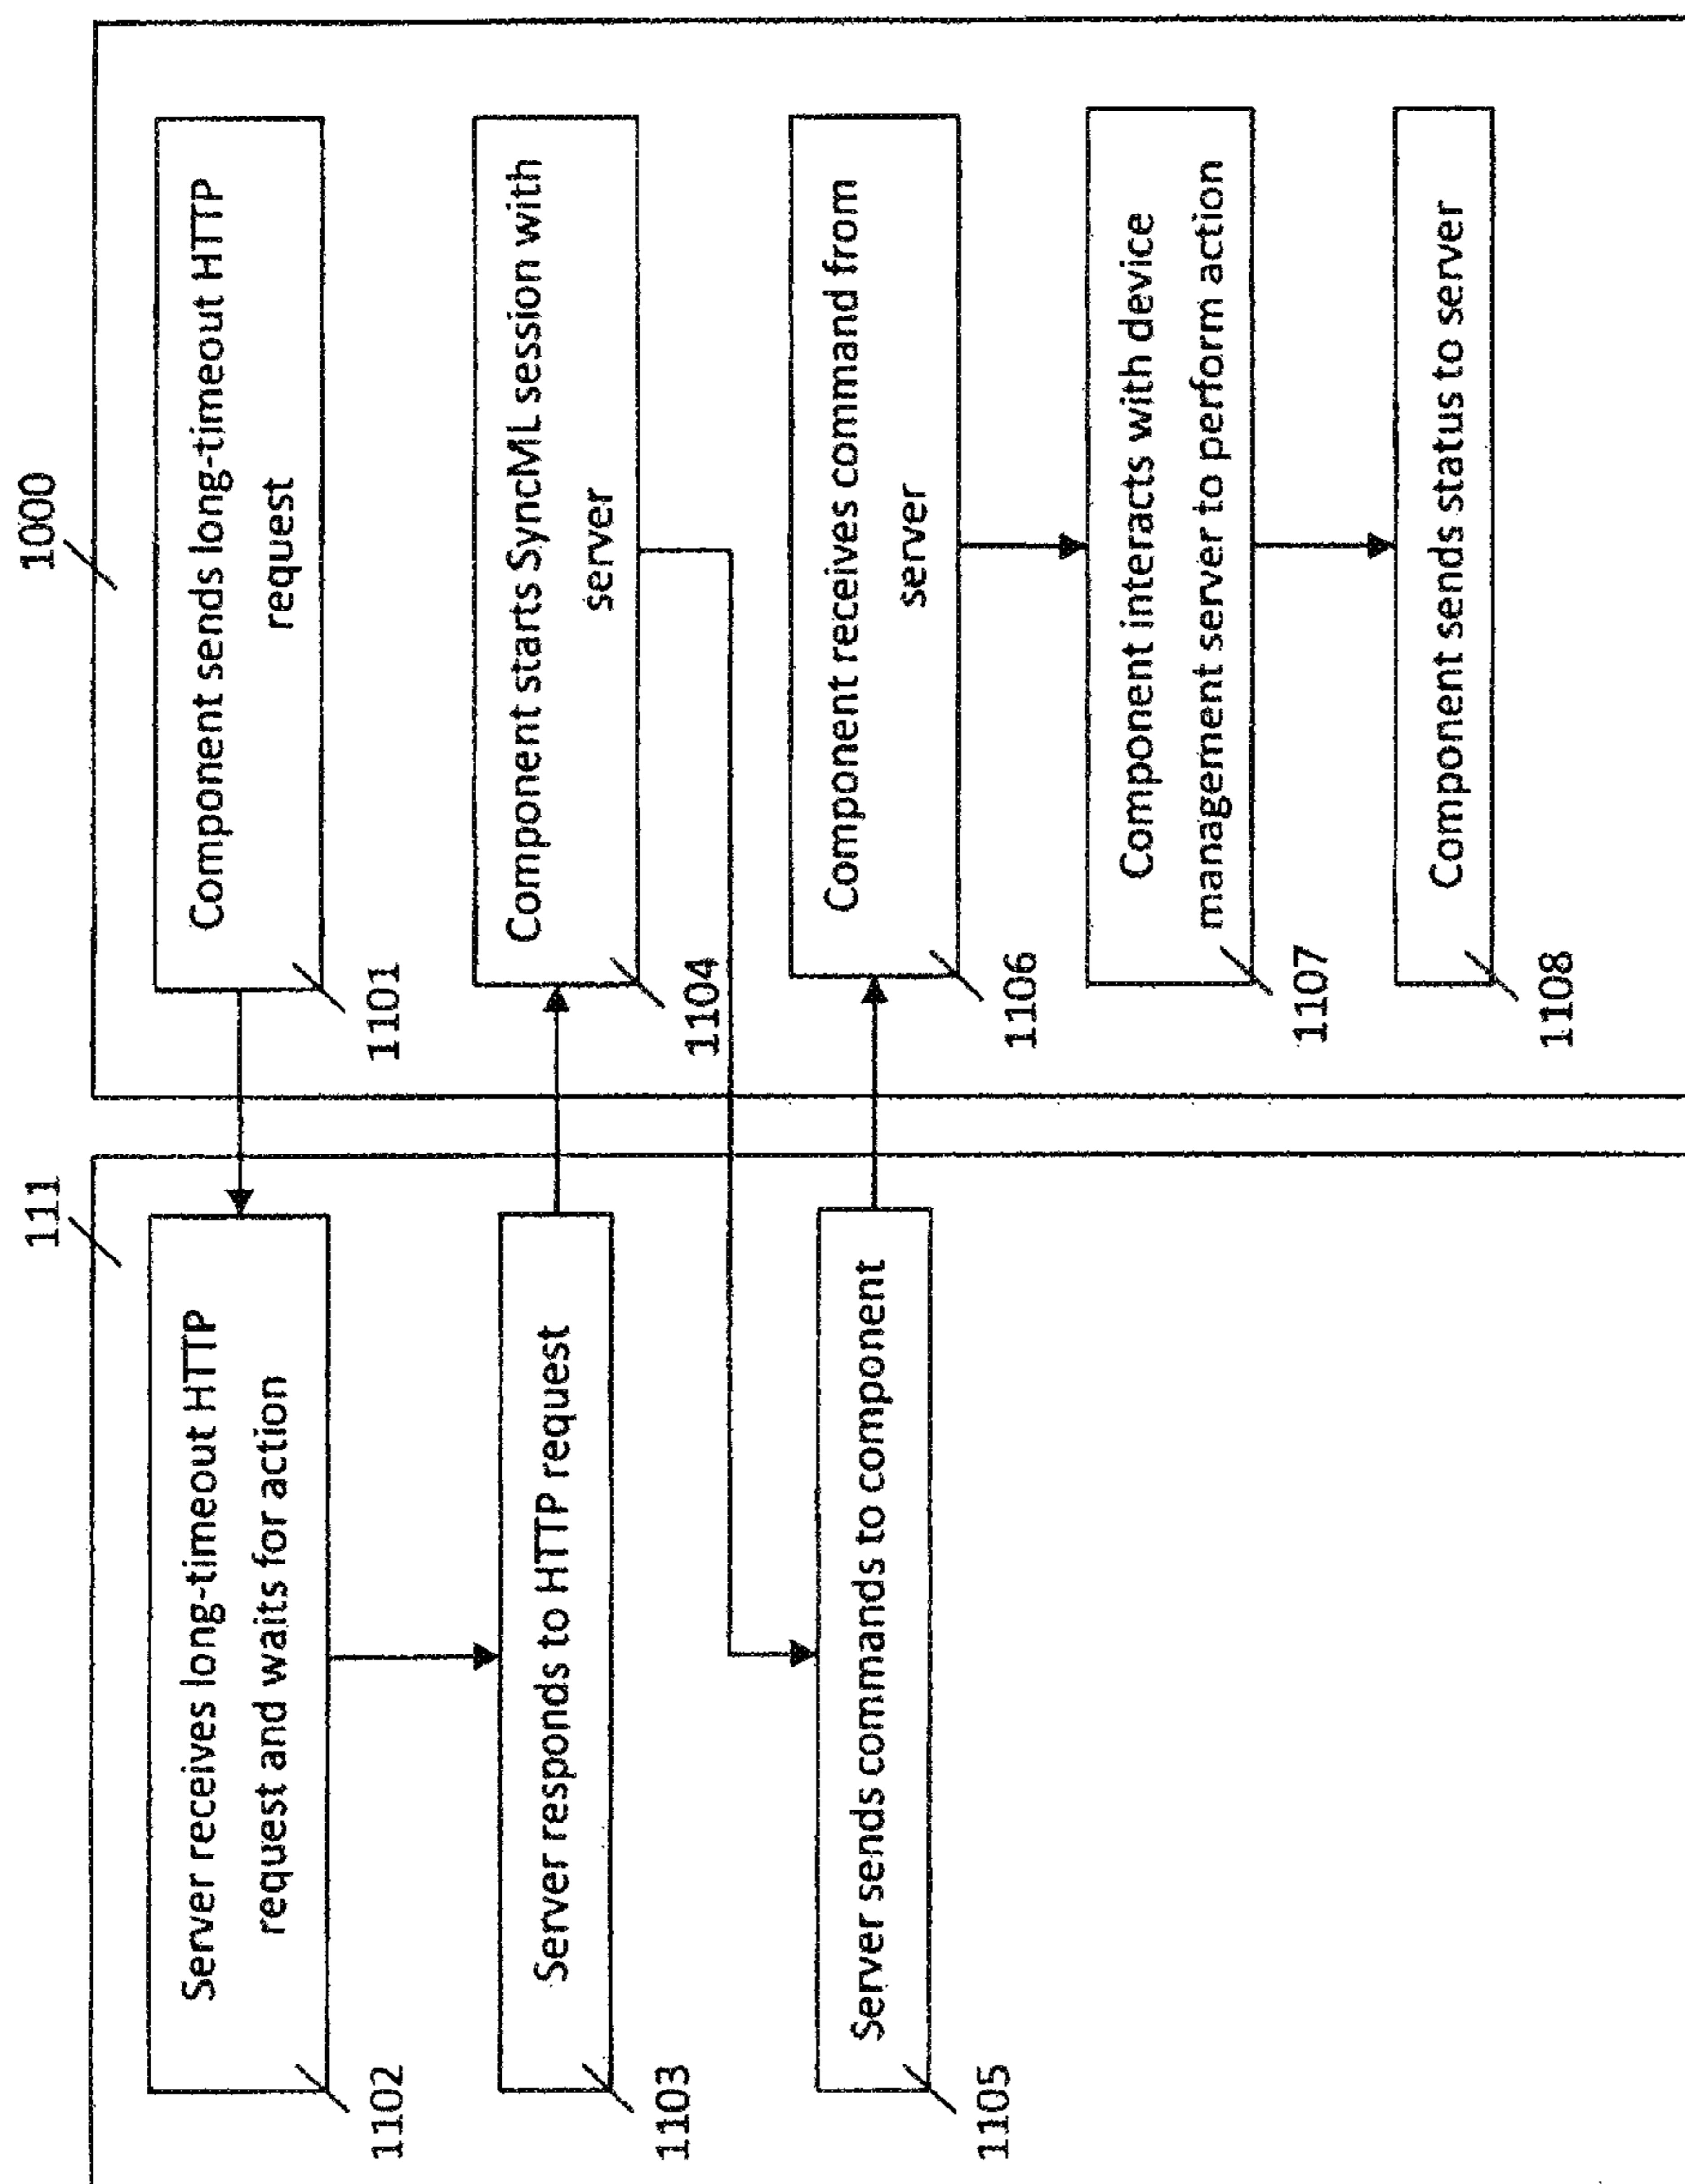 111
Server receives long-timeout HTTP
request and waits for action
1102
Server responds to HTTP request
1103
Server sends commands to component
1105
1000
Component sends long-timeout HTTP
request
1101
Component starts SyncML session with
server
1104
Component receives command from
server
1106
Component interacts with device
management server to perform action
1107
Component sends status to server
1108